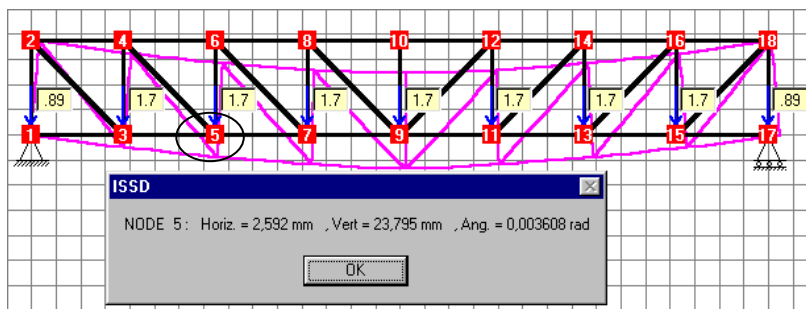 2 4 6 8 10 12 14 16 18
.89 1.7 1.7 1.7 1.7 1.7 1.7 1.7 .89
1 3 5 7 9 11 13 15 17
ISSD
NODE 5 : Horiz. = 2,592 mm , Vert = 23,795 mm , Ang. = 0,003608 rad
OK